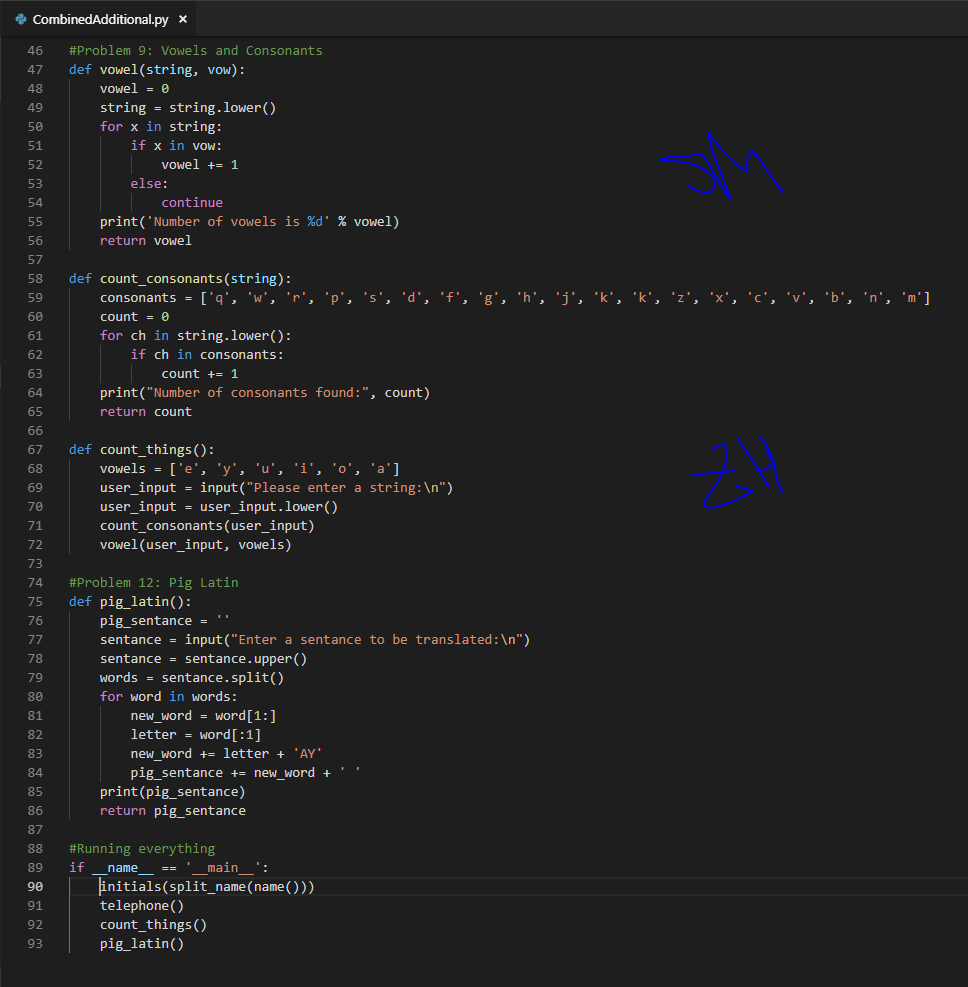 CombinedAdditional.py ×
46 #Problem 9: Vowels and Consonants
47 def vowel(string, vow):
48     vowel = 0
49     string = string.lower()
50     for x in string:
51         if x in vow:
52             vowel += 1
53         else:
54             continue
55     print('Number of vowels is %d' % vowel)
56     return vowel
57
58 def count_consonants(string):
59     consonants = ['q', 'w', 'r', 'p', 's', 'd', 'f', 'g', 'h', 'j', 'k', 'k', 'z', 'x', 'c', 'v', 'b', 'n', 'm']
60     count = 0
61     for ch in string.lower():
62         if ch in consonants:
63             count += 1
64     print("Number of consonants found:", count)
65     return count
66
67 def count_things():
68     vowels = ['e', 'y', 'u', 'i', 'o', 'a']
69     user_input = input("Please enter a string:\n")
70     user_input = user_input.lower()
71     count_consonants(user_input)
72     vowel(user_input, vowels)
73
74 #Problem 12: Pig Latin
75 def pig_latin():
76     pig_sentance = ''
77     sentance = input("Enter a sentance to be translated:\n")
78     sentance = sentance.upper()
79     words = sentance.split()
80     for word in words:
81         new_word = word[1:]
82         letter = word[:1]
83         new_word += letter + 'AY'
84         pig_sentance += new_word + ' '
85     print(pig_sentance)
86     return pig_sentance
87
88 #Running everything
89 if __name__ == '__main__':
90     initials(split_name(name()))
91     telephone()
92     count_things()
93     pig_latin()